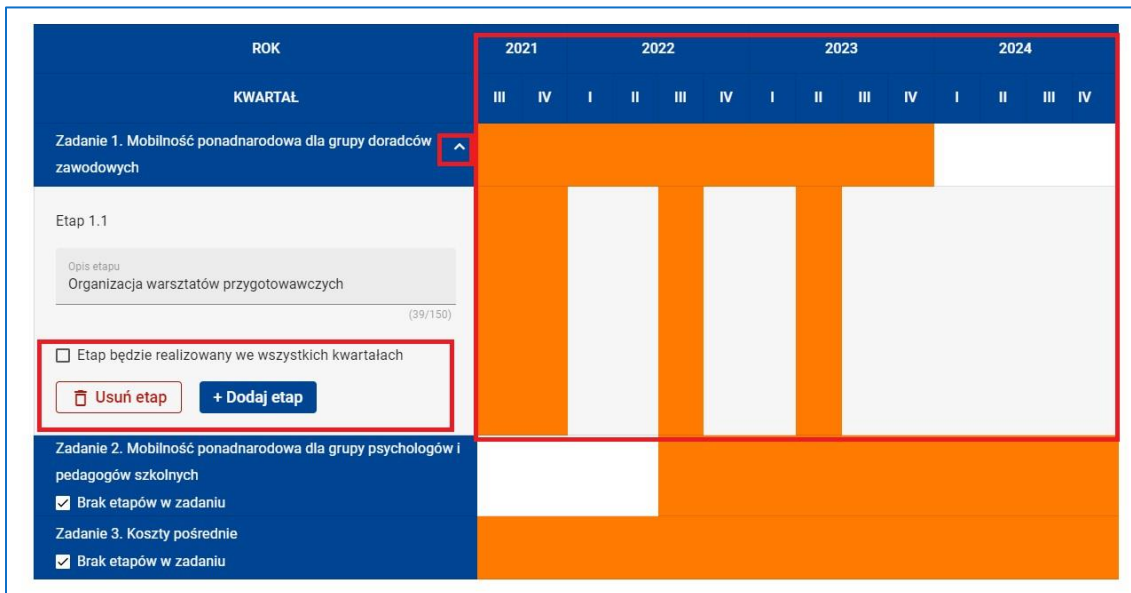 ROK 2021 2022 2023 2024
KWARTAŁ III IV I II III IV I II III IV I II III IV
Zadanie 1. Mobilność ponadnarodowa dla grupy doradców
zawodowych
Etap 1.1
Opis etapu
Organizacja warsztatów przygotowawczych
(39/150)
Etap będzie realizowany we wszystkich kwartałach
Usuń etap + Dodaj etap
Zadanie 2. Mobilność ponadnarodowa dla grupy psychologów i
pedagogów szkolnych
Brak etapów w zadaniu
Zadanie 3. Koszty pośrednie
Brak etapów w zadaniu